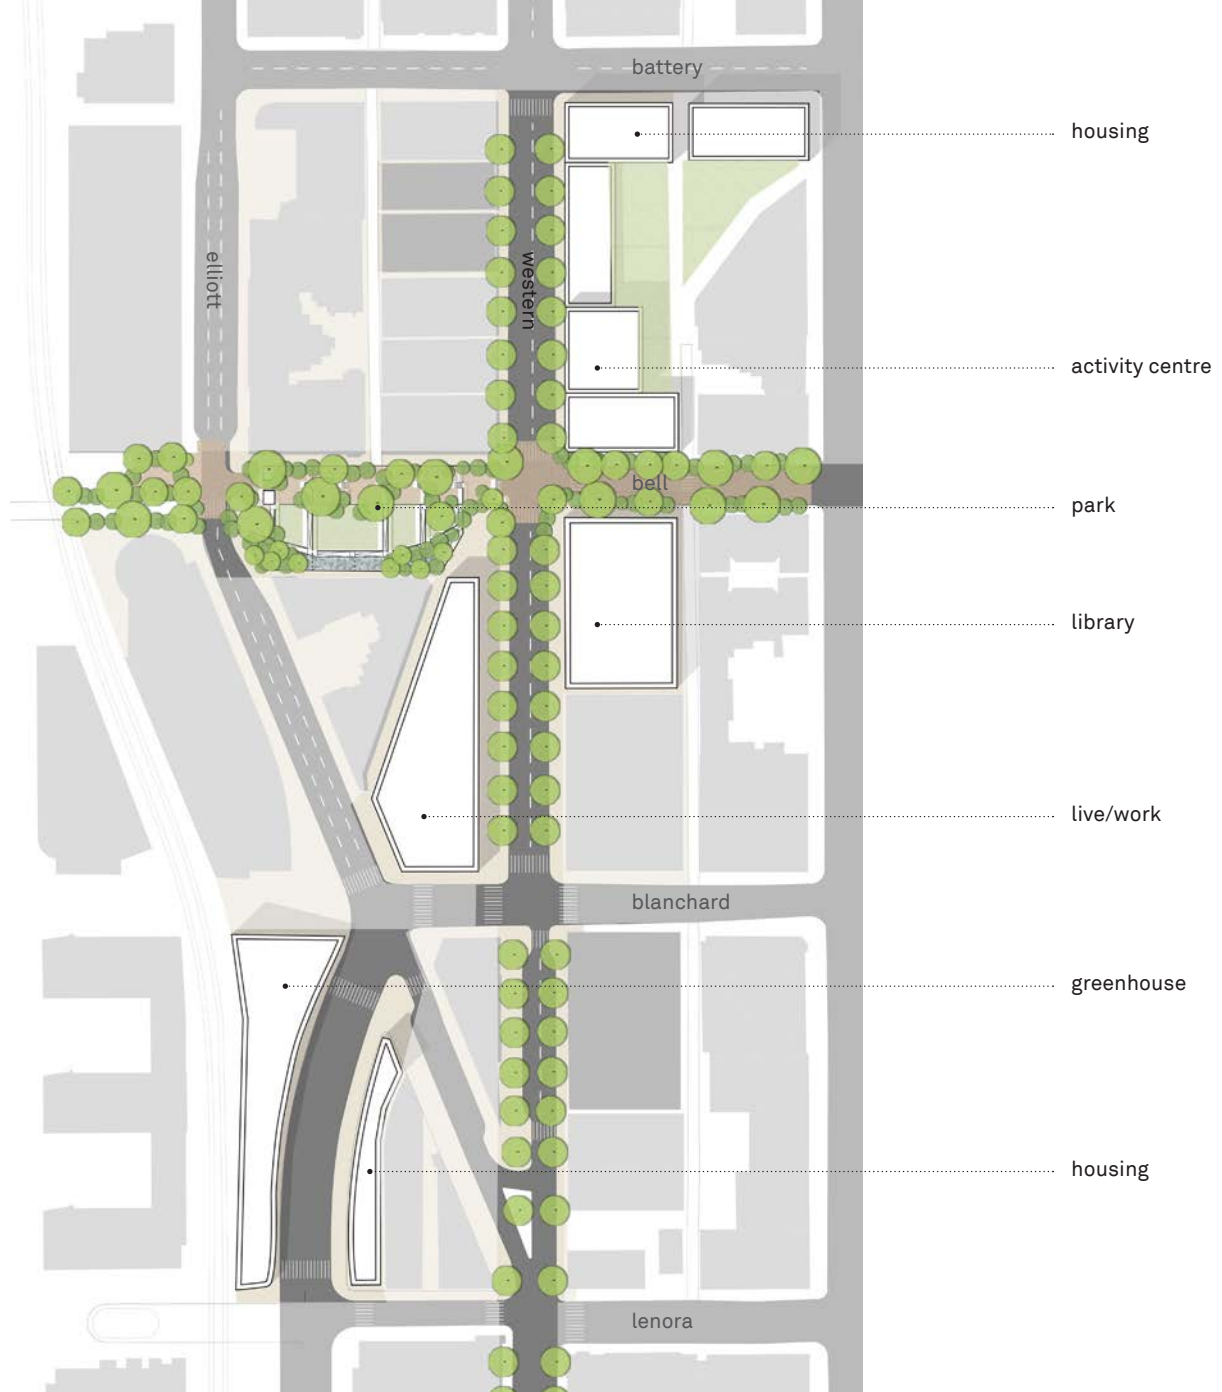 battery
housing
elliott
western
activity centre
bell
park
library
live/work
blanchard
greenhouse
housing
lenora